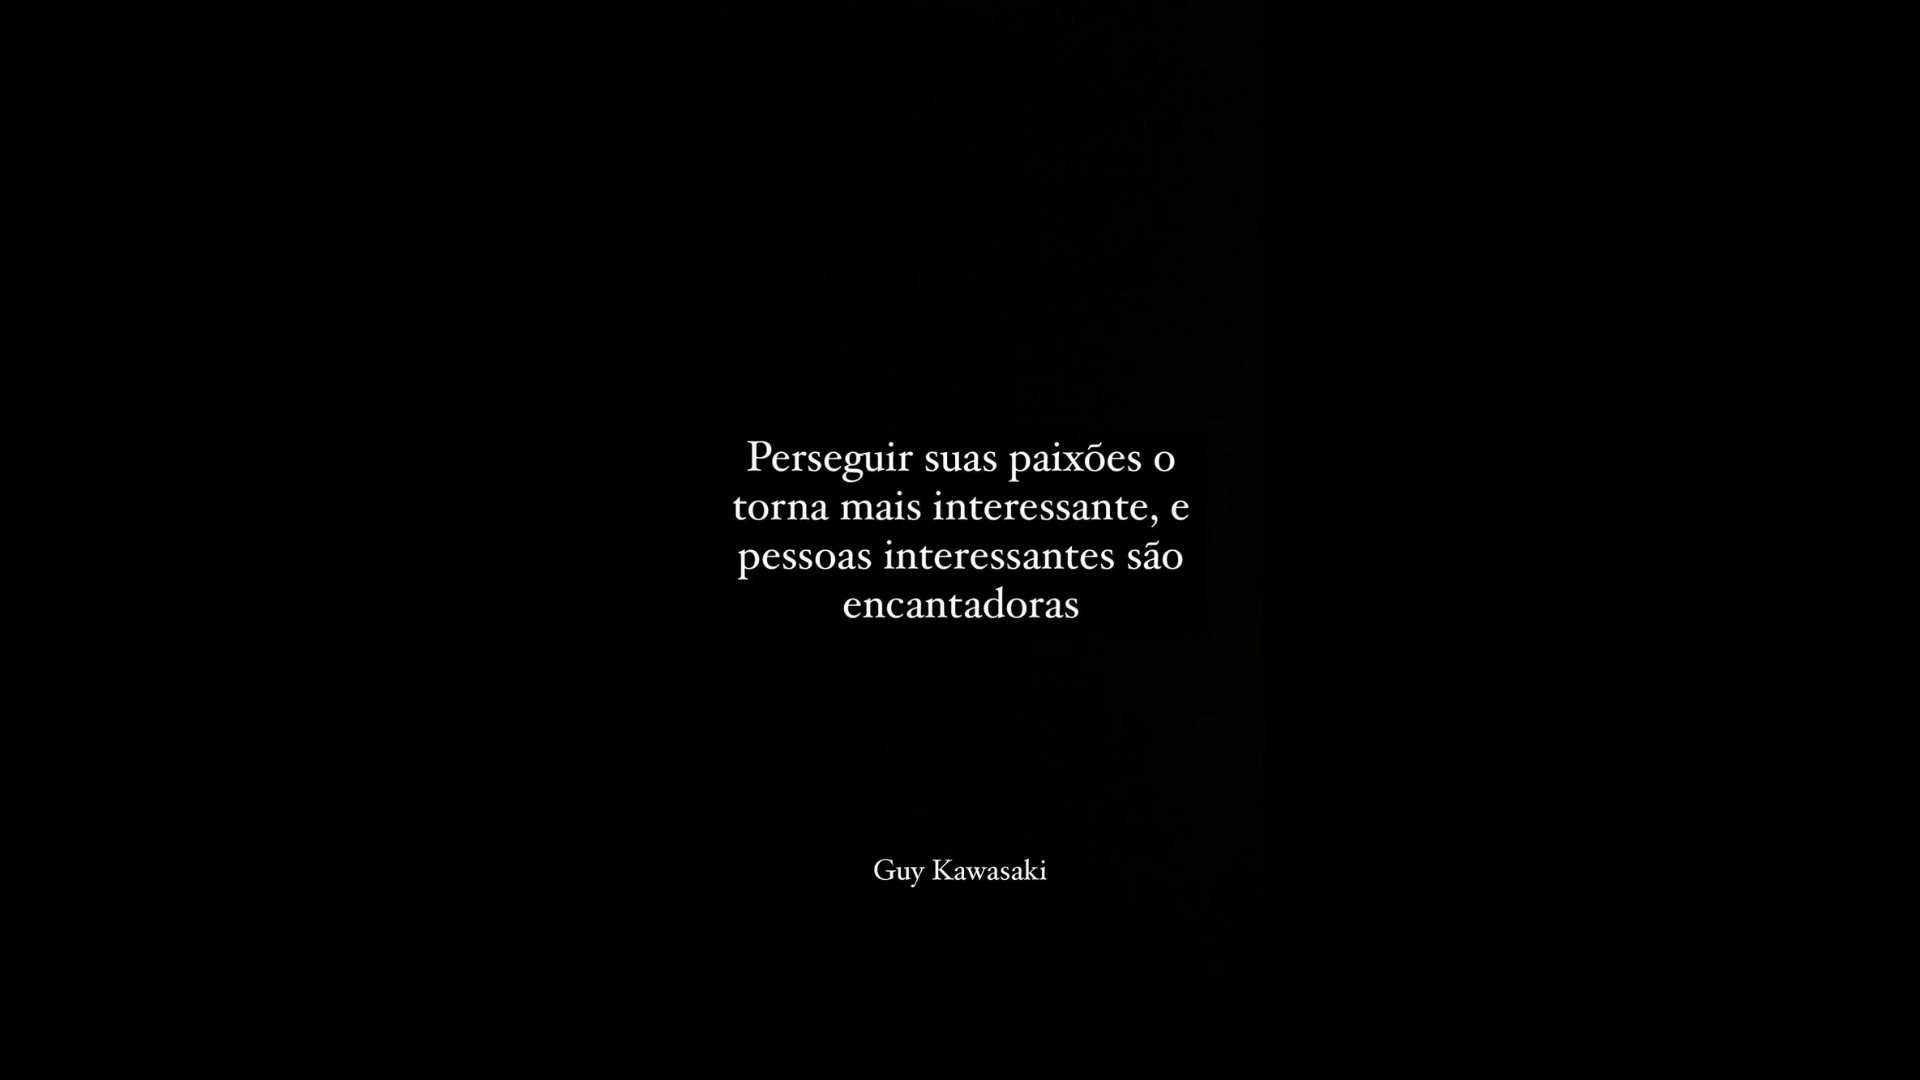 Perseguir suas paixões o
torna mais interessante, e
pessoas interessantes são
encantadoras
Guy Kawasaki